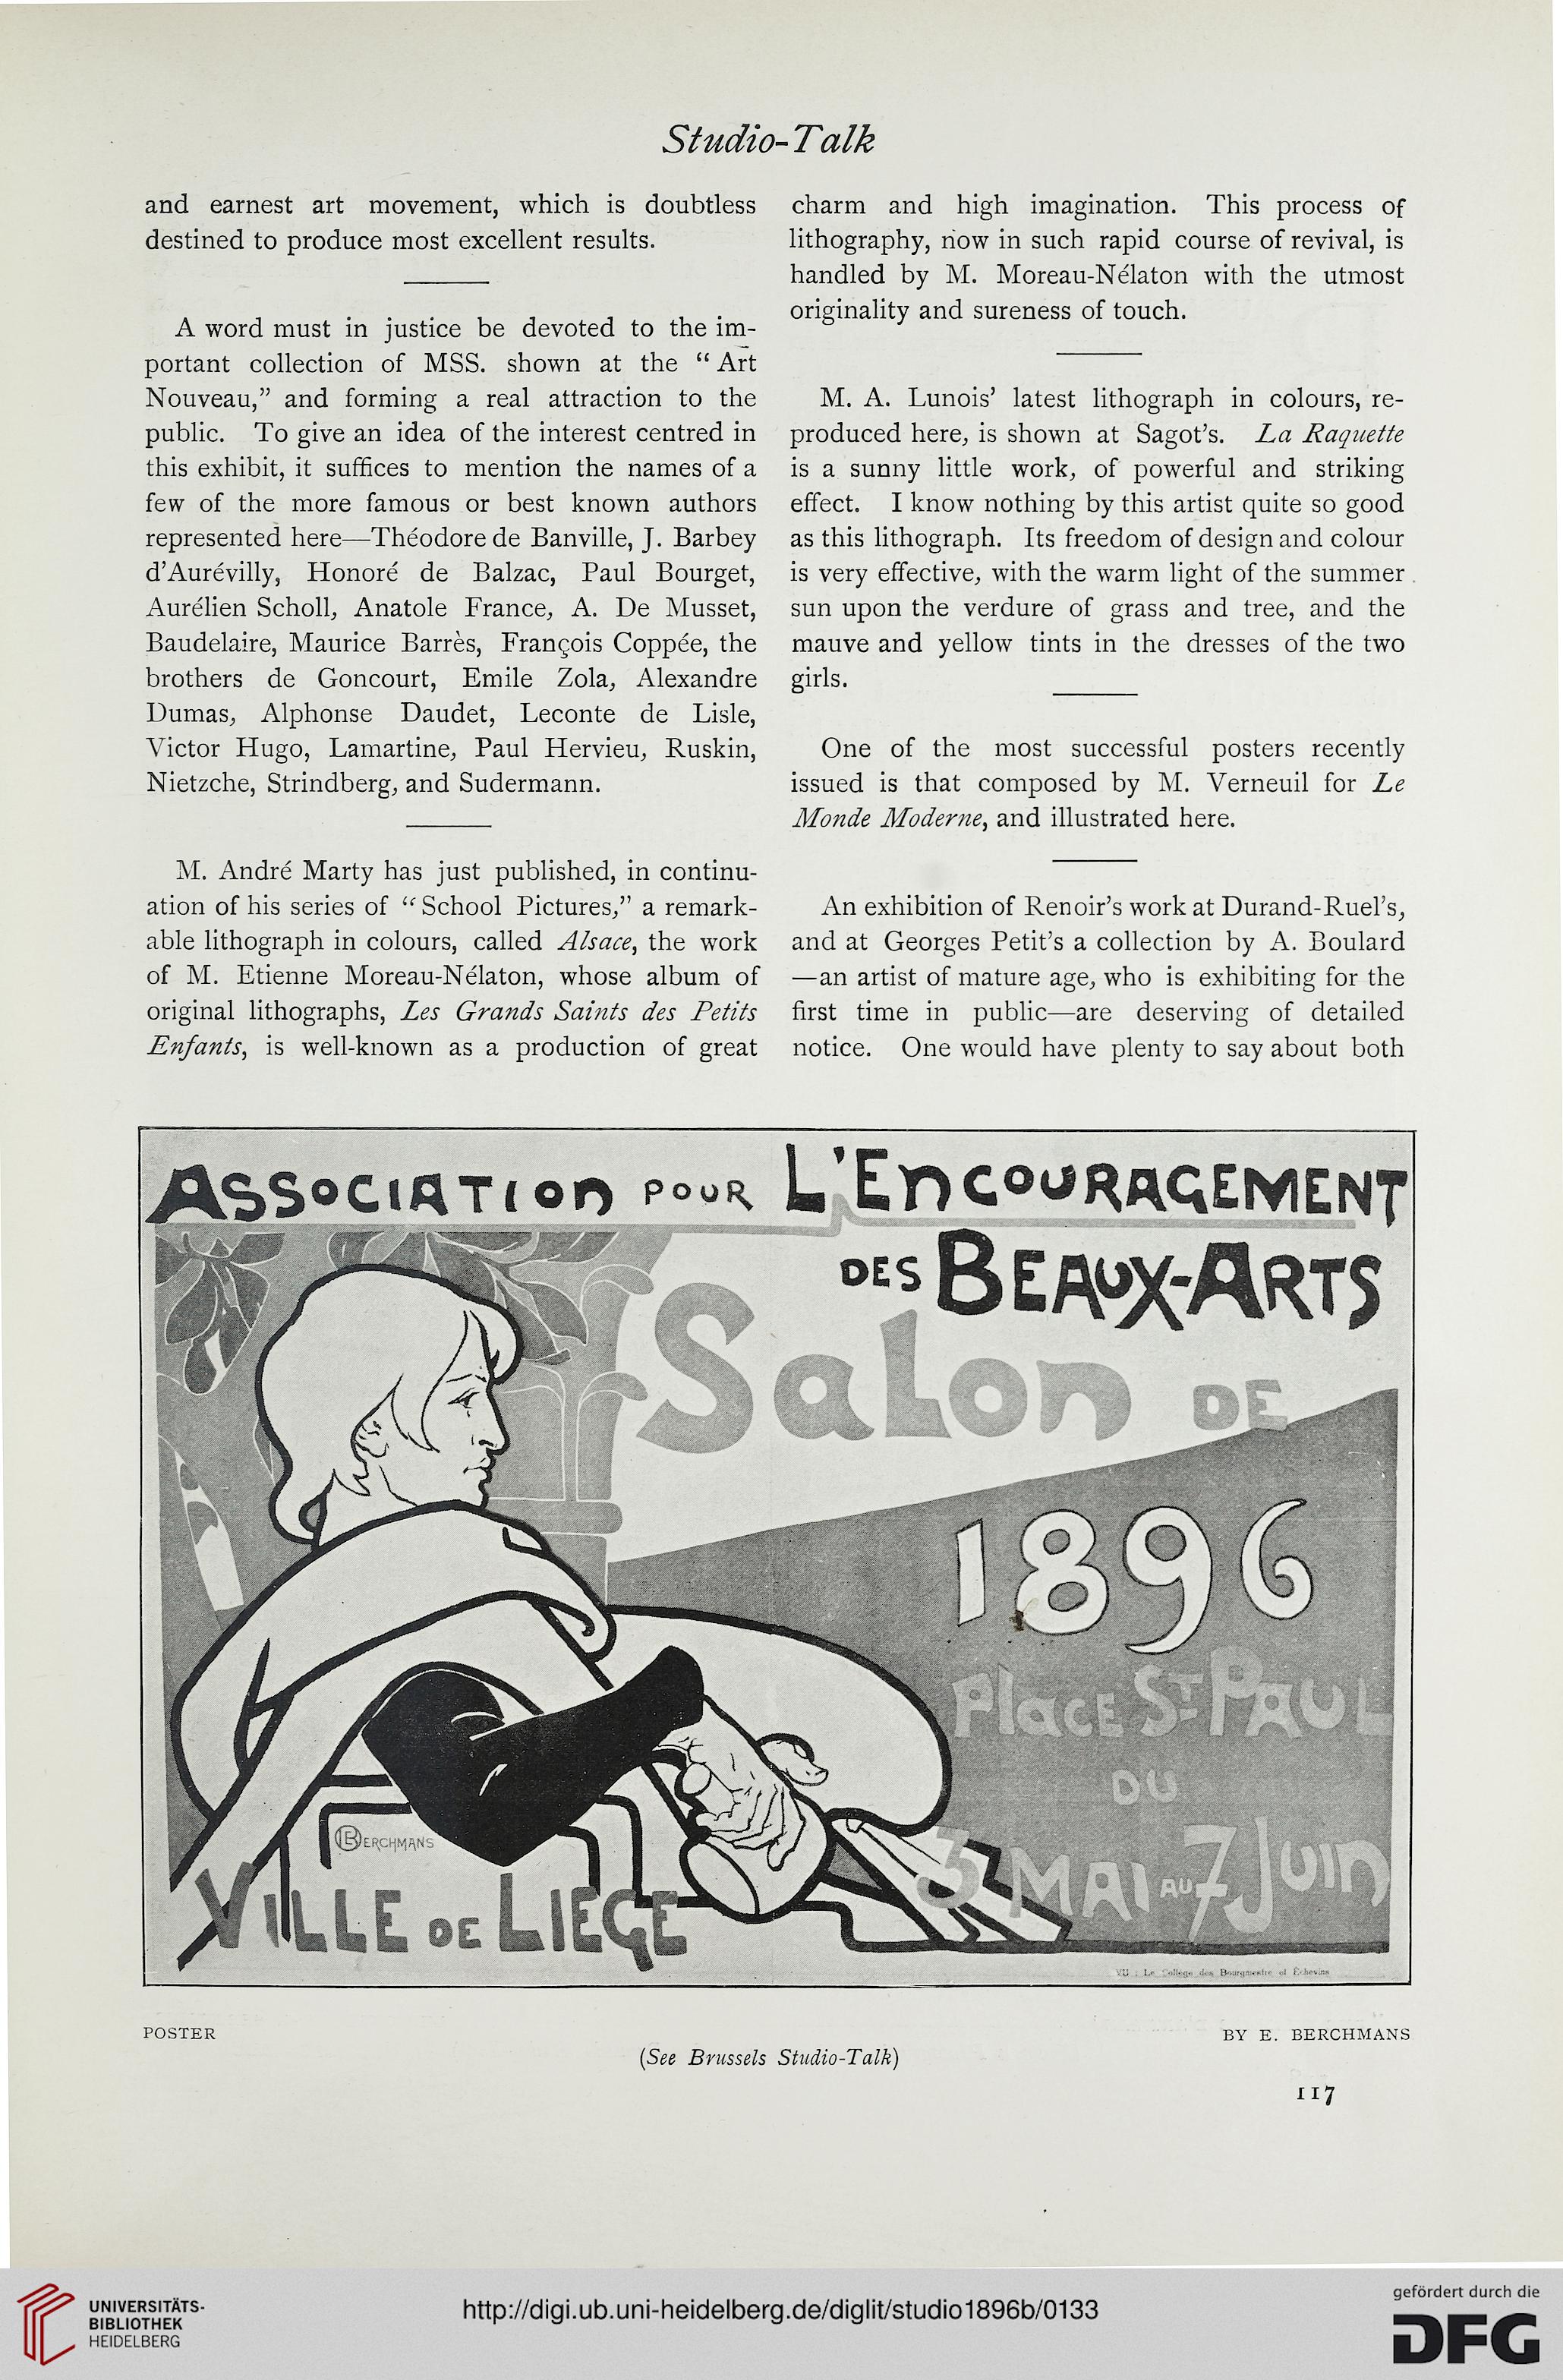 Studio-Talk
and earnest art movement, which is doubtless
destined to produce most excellent results.
A word must in justice be devoted to the im-
portant collection of MSS. shown at the “Art
Nouveau,” and forming a real attraction to the
public. To give an idea of the interest centred in
this exhibit, it suffices to mention the names of a
few of the more famous or best known authors
represented here—Théodore de Banville, J. Barbey
d’Aurévilly, Honoré de Balzac, Paul Bourget,
Aurélien Scholl, Anatole France, A. De Musset,
Baudelaire, Maurice Barrès, François Coppée, the
brothers de Goncourt, Emile Zola, Alexandre
Dumas, Alphonse Daudet, Leconte de Lisle,
Victor Hugo, Lamartine, Paul Hervieu, Ruskin,
Nietzche, Strindberg, and Sudermann.
M. André Marty has just published, in continu-
ation of his series of “School Pictures,” a remark-
able lithograph in colours, called Alsace, the work
of M. Etienne Moreau-Nélaton, whose album of
original lithographs, Les Grands Saints des Petits
Enfants, is well-known as a production of great
charm and high imagination. This process of
lithography, now in such rapid course of revival, is
handled by M. Moreau-Nélaton with the utmost
originality and sureness of touch.
M. A. Lunois’ latest lithograph in colours, re-
produced here, is shown at Sagot’s. La Raquette
is a sunny little work, of powerful and striking
effect. I know nothing by this artist quite so good
as this lithograph. Its freedom of design and colour
is very effective, with the warm light of the summer
sun upon the verdure of grass and tree, and the
mauve and yellow tints in the dresses of the two
girls.
One of the most successful posters recently
issued is that composed by M. Verneuil for Le
Monde Moderne, and illustrated here.
An exhibition of Renoir’s work at Durand-Ruel’s,
and at Georges Petit’s a collection by A. Boulard
—an artist of mature age, who is exhibiting for the
first time in public—are deserving of detailed
notice. One would have plenty to say about both
ASSOCIATION POUR L'ENCOURAGEMENT
DES BEAUX-ARTS
SALON DE
1896
PLACE ST PAUL
DU
3 MAI AU 7 JUIN
BERCHMANS
VILLE DE LIEGE
VU : Le Collège des Bourgmestre et Échevins
POSTER
BY E. BERCHMANS
(See Brussels Studio-Talk)
117
UNIVERSITÄTS-
BIBLIOTHEK
HEIDELBERG
http://digi.ub.uni-heidelberg.de/diglit/studio1896b/0133
gefördert durch die
DFG